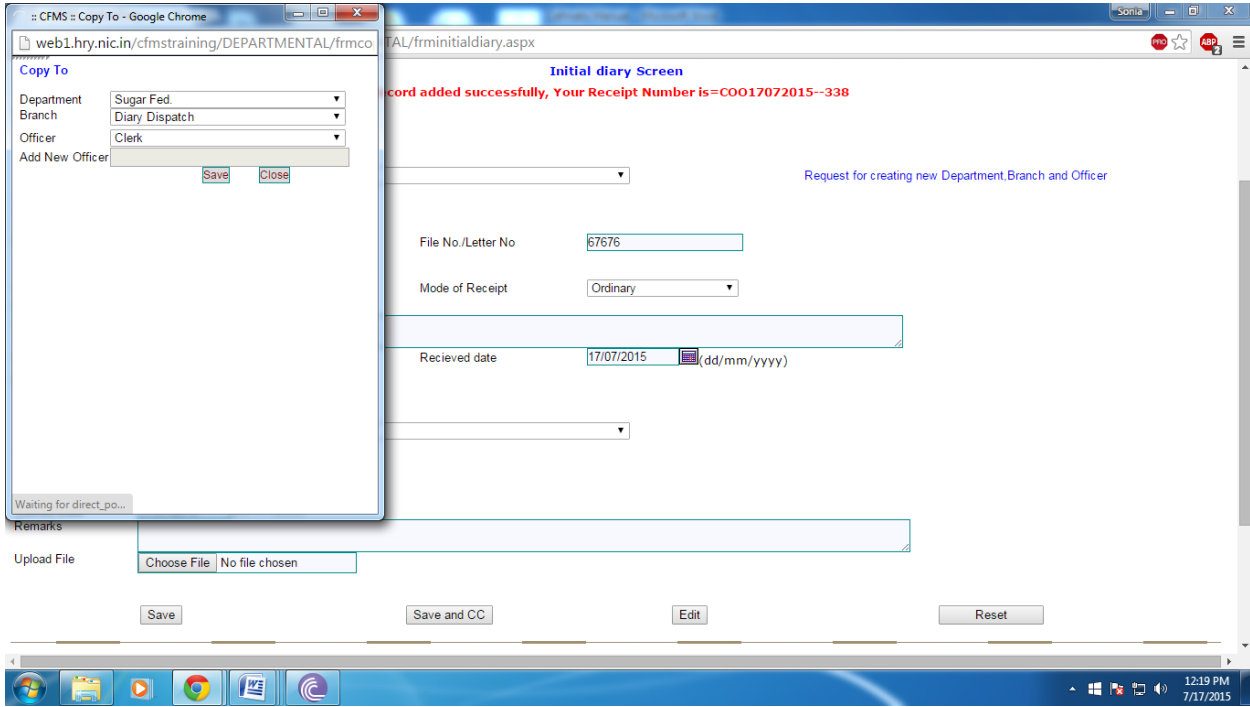 :: CFMS :: Copy To - Google Chrome
Sonia
web1.hry.nic.in/cfmstraining/DEPARTMENTAL/frmco
TAL/frminitialdiary.aspx
PRO
ABP
2
Copy To
Department Sugar Fed.
Branch Diary Dispatch
Officer Clerk
Add New Officer
Save Close
Waiting for direct_po...
Initial diary Screen
cord added successfully, Your Receipt Number is=COO17072015--338
Request for creating new Department,Branch and Officer
File No./Letter No 67676
Mode of Receipt Ordinary
Recieved date 17/07/2015 (dd/mm/yyyy)
Remarks
Upload File Choose File No file chosen
Save Save and CC Edit Reset
12:19 PM
7/17/2015